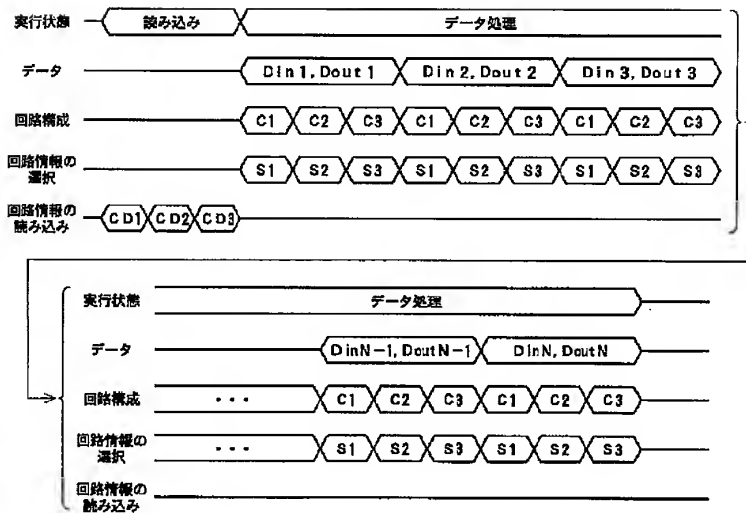 実行状態 読み込み データ処理
データ Din1, Dout1 Din2, Dout2 Din3, Dout3
回路構成 C1 C2 C3 C1 C2 C3 C1 C2 C3
回路情報の
選択 S1 S2 S3 S1 S2 S3 S1 S2 S3
回路情報の
読み込み CD1 CD2 CD3
実行状態 データ処理
データ DinN-1, DoutN-1 DinN, DoutN
回路構成 ・・・ C1 C2 C3 C1 C2 C3
回路情報の
選択 ・・・ S1 S2 S3 S1 S2 S3
回路情報の
読み込み